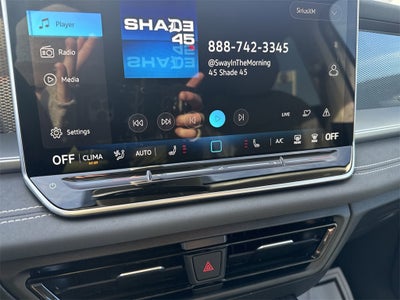 SiriusXM
Player
Radio
Media
Settings
SHADE
45
SHADE
888-742-3345
@SwayInTheMorning
45 Shade 45
LIVE
OFF CLIMA AUTO A/C OFF